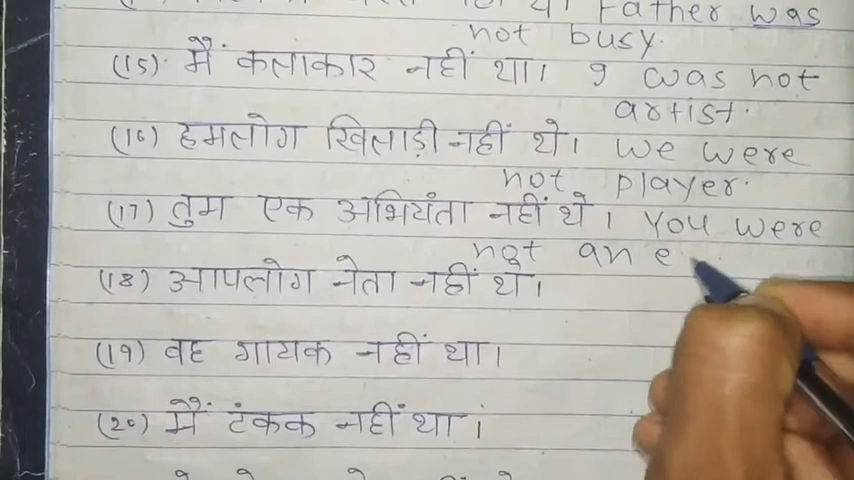 Father was
not busy.
(15) मैं कलाकार नहीं था। I was not
artist.
(16) हमलोग खिलाड़ी नहीं थे। we were
not player.
(17) तुम एक अभियंता नहीं थे। You were
not an e
(18) आपलोग नेता नहीं थे।
(19) वह गायक नहीं था।
(20) मैं टंकक नहीं था।